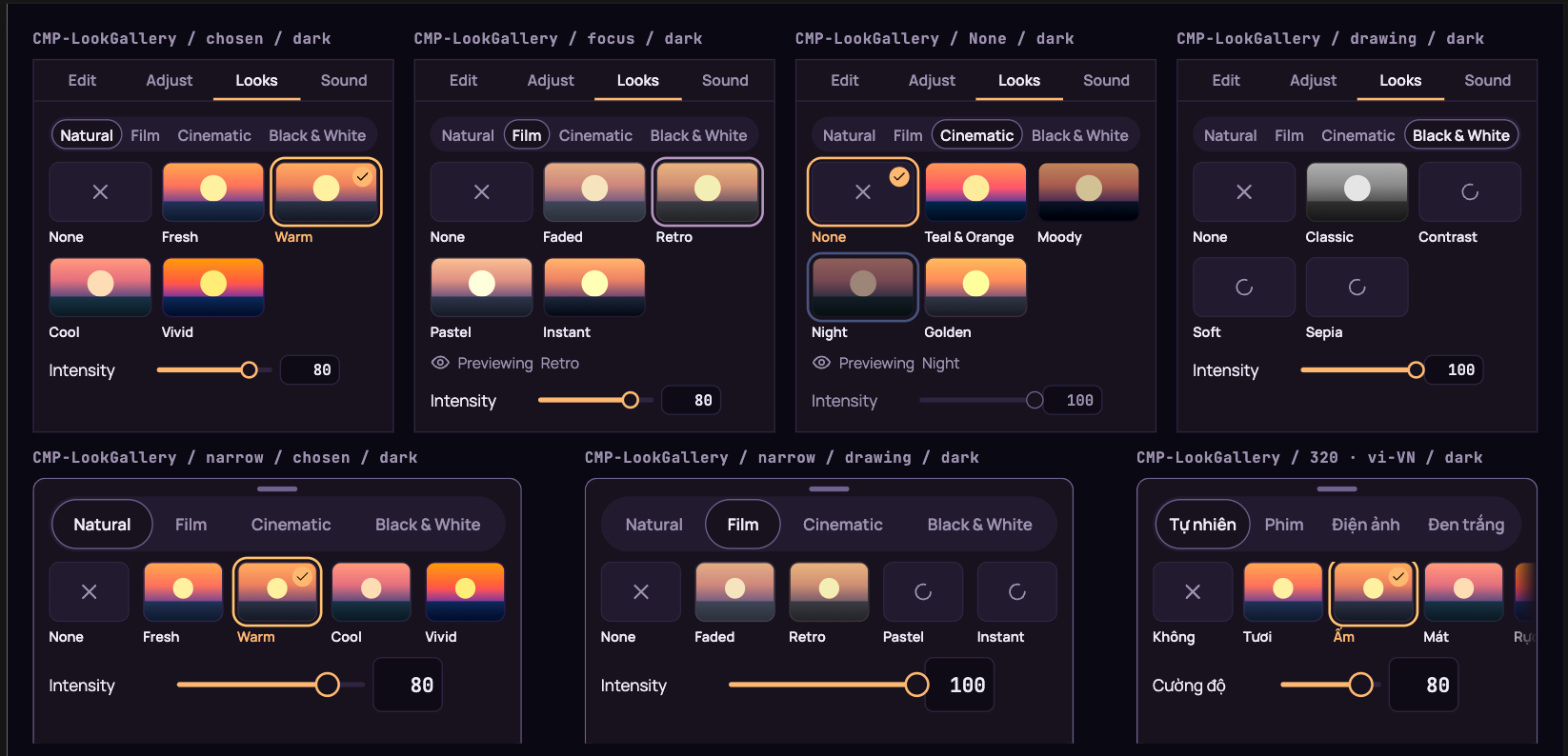 CMP-LookGallery / chosen / dark
Edit Adjust Looks Sound
Natural Film Cinematic Black & White
None Fresh Warm
Cool Vivid
Intensity 80
CMP-LookGallery / focus / dark
Edit Adjust Looks Sound
Natural Film Cinematic Black & White
None Faded Retro
Pastel Instant
Previewing Retro
Intensity 80
CMP-LookGallery / None / dark
Edit Adjust Looks Sound
Natural Film Cinematic Black & White
None Teal & Orange Moody
Night Golden
Previewing Night
Intensity 100
CMP-LookGallery / drawing / dark
Edit Adjust Looks Sound
Natural Film Cinematic Black & White
None Classic Contrast
Soft Sepia
Intensity 100
CMP-LookGallery / narrow / chosen / dark
Natural Film Cinematic Black & White
None Fresh Warm Cool Vivid
Intensity 80
CMP-LookGallery / narrow / drawing / dark
Natural Film Cinematic Black & White
None Faded Retro Pastel Instant
Intensity 100
CMP-LookGallery / 320 · vi-VN / dark
Tự nhiên Phim Điện ảnh Đen trắng
Không Tươi Ấm Mát
Cường độ 80